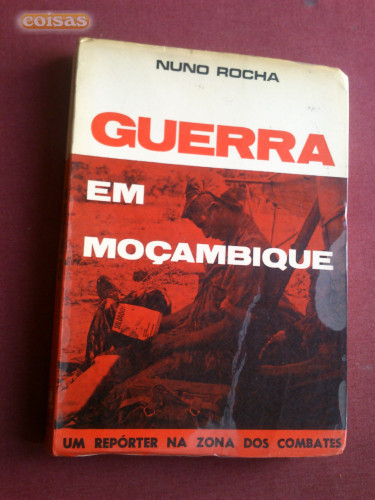 coisas
NUNO ROCHA
GUERRA
EM
MOÇAMBIQUE
UM REPÓRTER NA ZONA DOS COMBATES